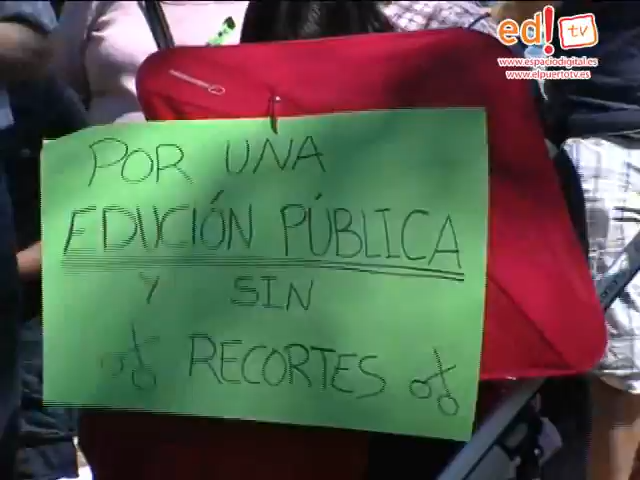 ed! tv
www.espaciodigital.es
www.elpuertotv.es
POR UNA
EDUCIÓN PÚBLICA
Y SIN
RECORTES